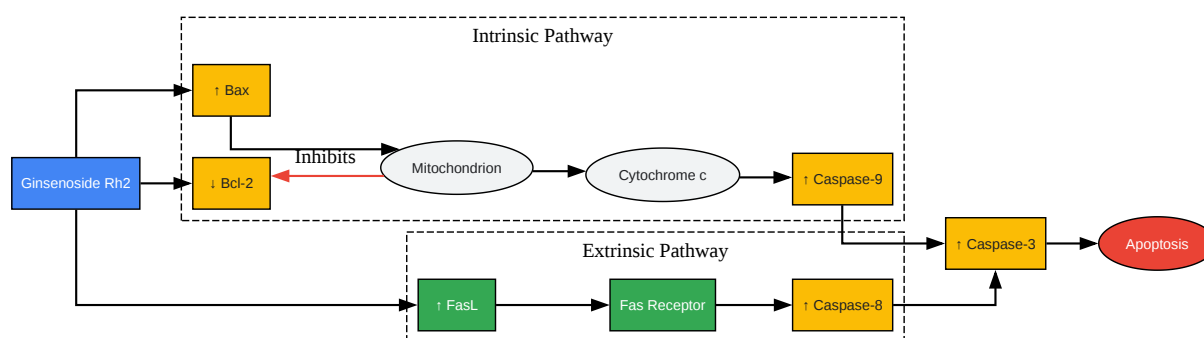 Intrinsic Pathway
↑ Bax
Inhibits
Mitochondrion
Ginsenoside Rh2
↓ Bcl-2
Cytochrome c
↑ Caspase-9
Extrinsic Pathway
↑ Caspase-3
Apoptosis
↑ FasL
Fas Receptor
↑ Caspase-8